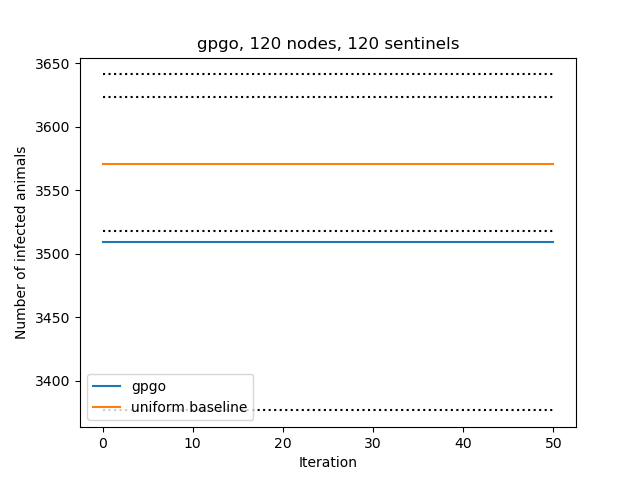 gpgo, 120 nodes, 120 sentinels
Number of infected animals
3650
3600
3550
3500
3450
3400
gpgo
uniform baseline
0
10
20
30
40
50
Iteration